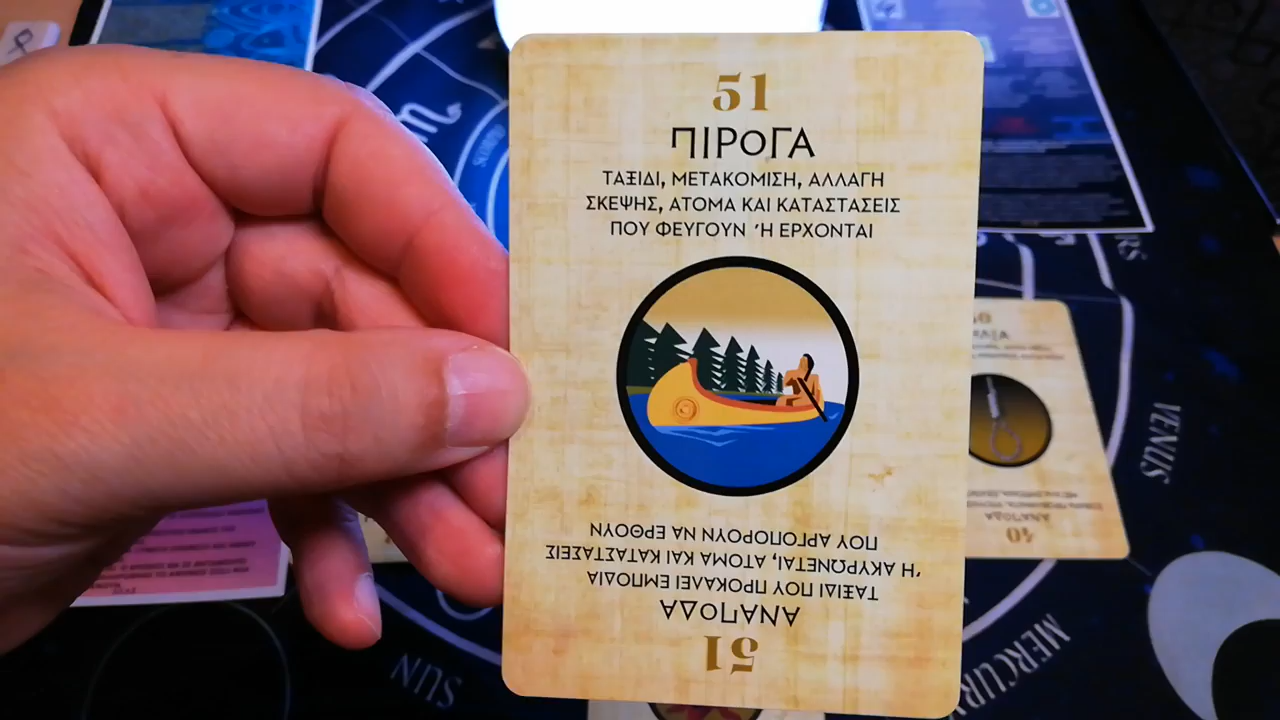 51
ΠΙΡΟΓΑ
ΤΑΞΙΔΙ, ΜΕΤΑΚΟΜΙΣΗ, ΑΛΛΑΓΗ
ΣΚΕΨΗΣ, ΑΤΟΜΑ ΚΑΙ ΚΑΤΑΣΤΑΣΕΙΣ
ΠΟΥ ΦΕΥΓΟΥΝ Ή ΕΡΧΟΝΤΑΙ
51
ΑΝΑΠΟΔΑ
ΤΑΞΙΔΙ ΠΟΥ ΠΡΟΚΑΛΕΙ ΕΜΠΟΔΙΑ
Ή ΑΚΥΡΩΝΕΤΑΙ, ΑΤΟΜΑ ΚΑΙ ΚΑΤΑΣΤΑΣΕΙΣ
ΠΟΥ ΑΡΓΟΠΟΡΟΥΝ ΝΑ ΕΡΘΟΥΝ
40
ΑΝΑΠΟΔΑ
VENUS
MERCURY
SUN